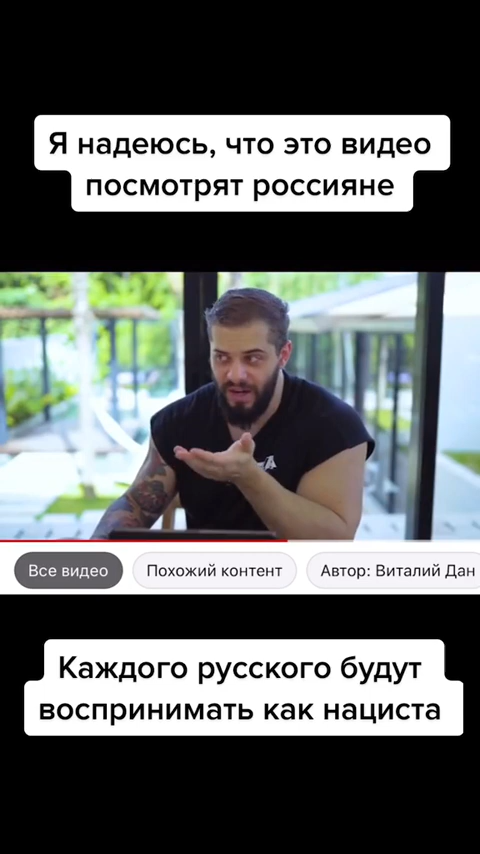 Я надеюсь, что это видео
посмотрят россияне
Все видео
Похожий контент
Автор: Виталий Дан
Каждого русского будут
воспринимать как нациста